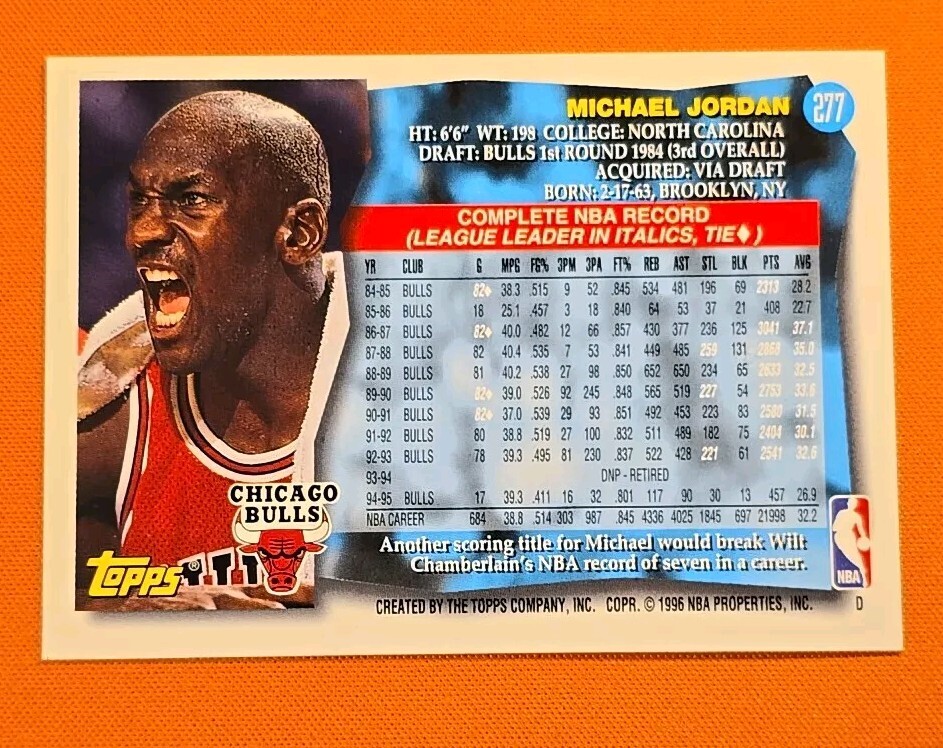 MICHAEL JORDAN 277
HT: 6'6" WT: 198 COLLEGE: NORTH CAROLINA
DRAFT: BULLS 1st ROUND 1984 (3rd OVERALL)
ACQUIRED: VIA DRAFT
BORN: 2-17-63, BROOKLYN, NY
COMPLETE NBA RECORD
(LEAGUE LEADER IN ITALICS, TIE♦)
YR CLUB G MPG FG% 3PM 3PA FT% REB AST STL BLK PTS AVG
84-85 BULLS 82♦ 38.3 .515 9 52 .845 534 481 196 69 2313 28.2
85-86 BULLS 18 25.1 .457 3 18 .840 64 53 37 21 408 22.7
86-87 BULLS 82♦ 40.0 .482 12 66 .857 430 377 236 125 3041 37.1
87-88 BULLS 82 40.4 .535 7 53 .841 449 485 259 131 2868 35.0
88-89 BULLS 81 40.2 .538 27 98 .850 652 650 234 65 2633 32.5
89-90 BULLS 82♦ 39.0 .526 92 245 .848 565 519 227 54 2753 33.6
90-91 BULLS 82♦ 37.0 .539 29 93 .851 492 453 223 83 2580 31.5
91-92 BULLS 80 38.8 .519 27 100 .832 511 489 182 75 2404 30.1
92-93 BULLS 78 39.3 .495 81 230 .837 522 428 221 61 2541 32.6
93-94 DNP - RETIRED
94-95 BULLS 17 39.3 .411 16 32 .801 117 90 30 13 457 26.9
NBA CAREER 684 38.8 .514 303 987 .845 4336 4025 1845 697 21998 32.2
Another scoring title for Michael would break Wilt
Chamberlain's NBA record of seven in a career.
CHICAGO
BULLS
topps®
NBA
CREATED BY THE TOPPS COMPANY, INC. COPR. © 1996 NBA PROPERTIES, INC. D